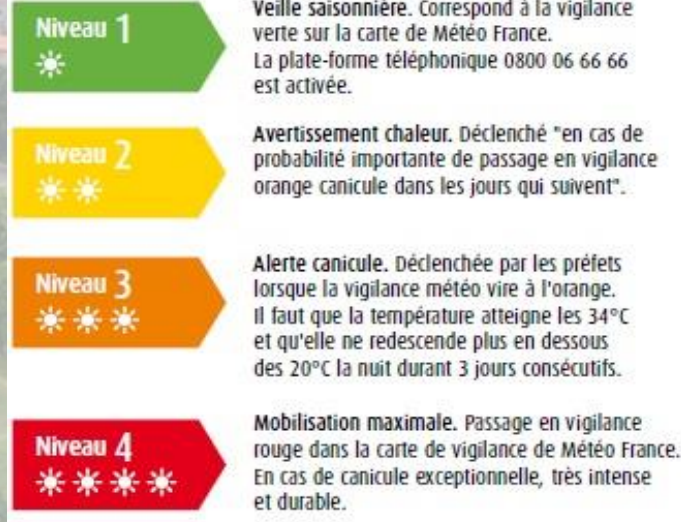 Niveau 1
Veille saisonnière. Correspond à la vigilance
verte sur la carte de Météo France.
La plate-forme téléphonique 0800 06 66 66
est activée.
Niveau 2
Avertissement chaleur. Déclenché "en cas de
probabilité importante de passage en vigilance
orange canicule dans les jours qui suivent".
Niveau 3
Alerte canicule. Déclenchée par les préfets
lorsque la vigilance météo vire à l'orange.
Il faut que la température atteigne les 34°C
et qu'elle ne redescende plus en dessous
des 20°C la nuit durant 3 jours consécutifs.
Niveau 4
Mobilisation maximale. Passage en vigilance
rouge dans la carte de vigilance de Météo France.
En cas de canicule exceptionnelle, très intense
et durable.